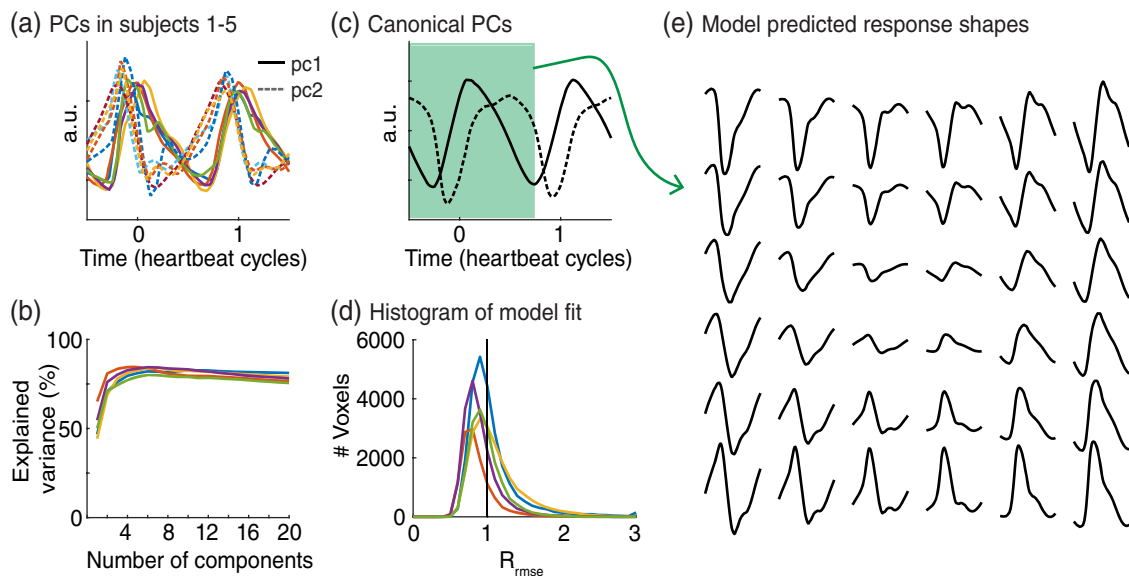 (a) PCs in subjects 1-5
pc1
pc2
a.u.
0
1
Time (heartbeat cycles)
(c) Canonical PCs
a.u.
0
1
Time (heartbeat cycles)
(e) Model predicted response shapes
(b)
100
50
0
Explained
variance (%)
4
8
12
16
20
Number of components
(d) Histogram of model fit
6000
4000
2000
0
# Voxels
0
1
2
3
Rrmse